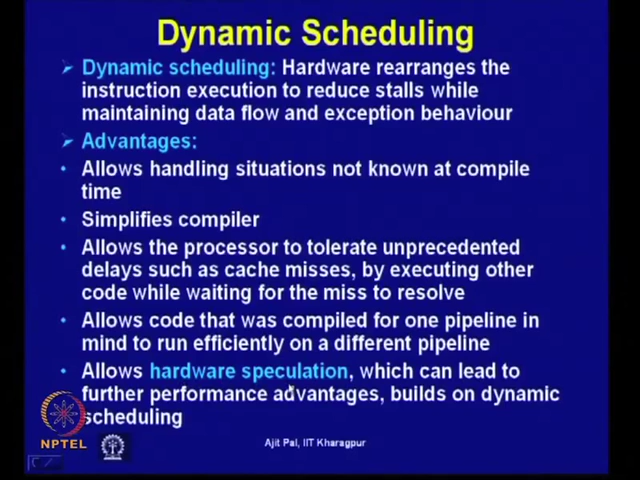 Dynamic Scheduling
Dynamic scheduling: Hardware rearranges the
instruction execution to reduce stalls while
maintaining data flow and exception behaviour
Advantages:
Allows handling situations not known at compile
time
Simplifies compiler
Allows the processor to tolerate unprecedented
delays such as cache misses, by executing other
code while waiting for the miss to resolve
Allows code that was compiled for one pipeline in
mind to run efficiently on a different pipeline
Allows hardware speculation, which can lead to
further performance advantages, builds on dynamic
scheduling
NPTEL
Ajit Pal, IIT Kharagpur